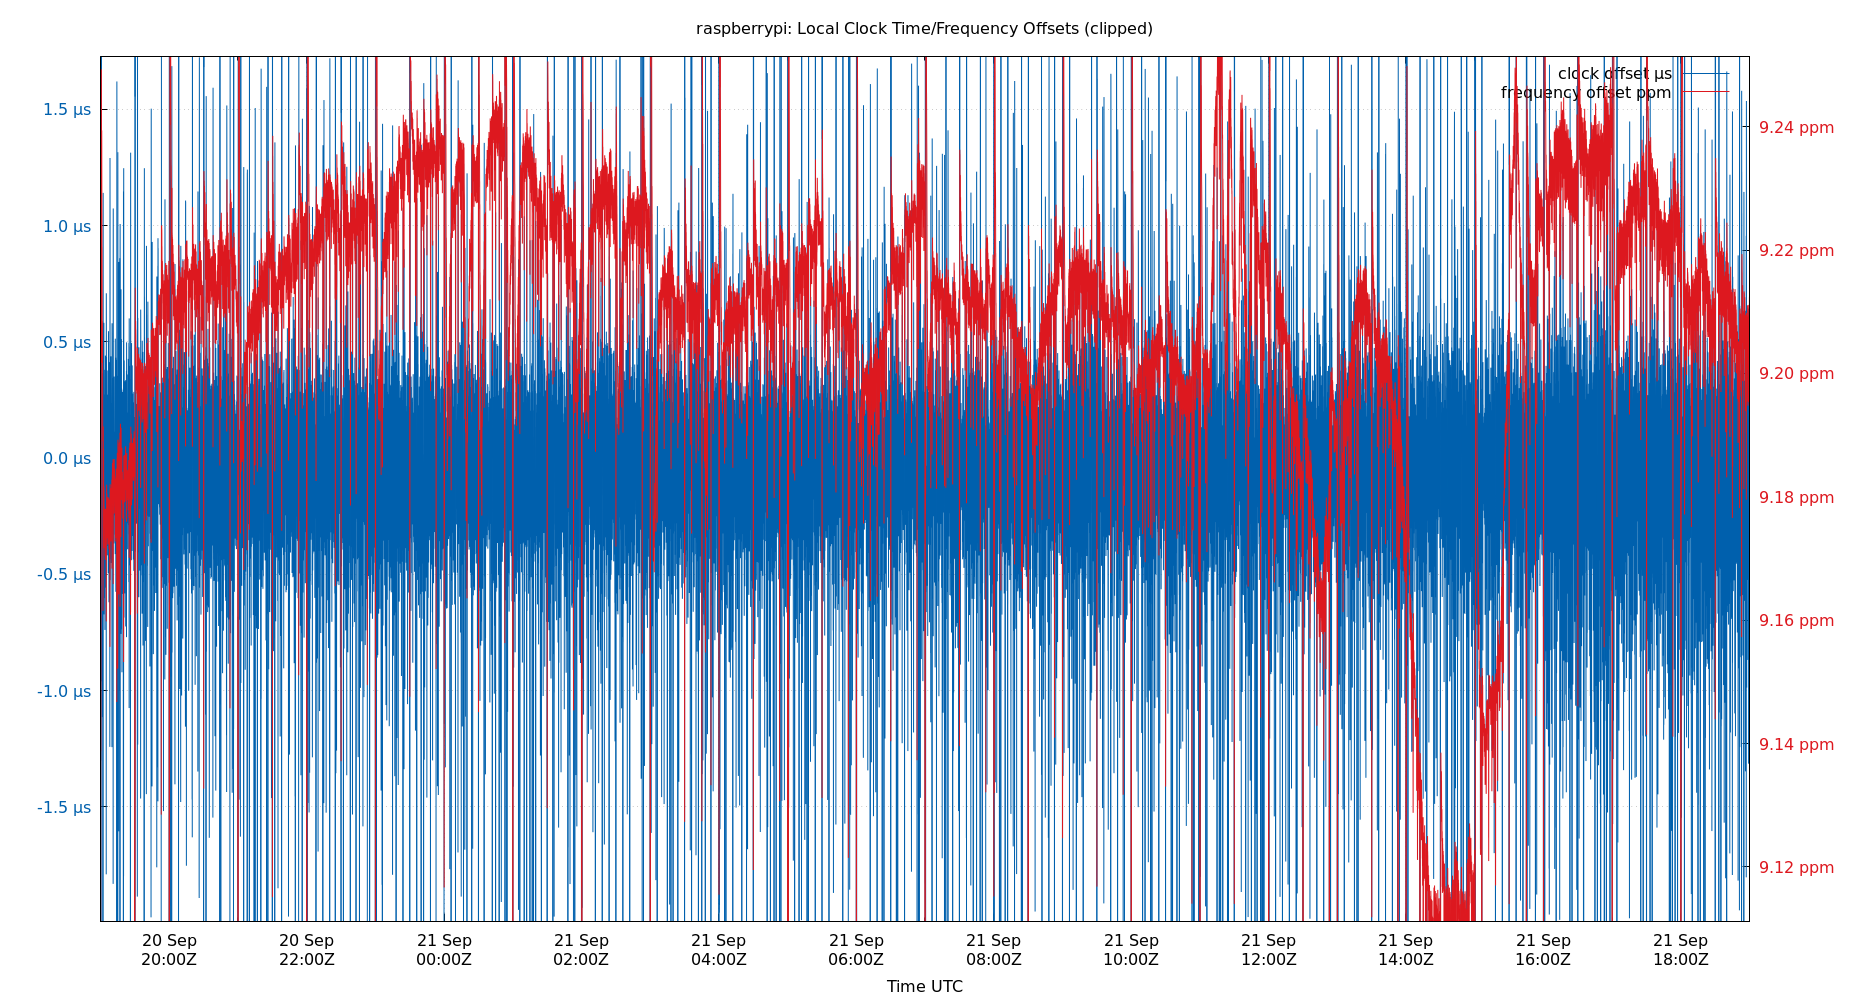 raspberrypi: Local Clock Time/Frequency Offsets (clipped)
clock offset µs
frequency offset ppm
1.5 µs
1.0 µs
0.5 µs
0.0 µs
-0.5 µs
-1.0 µs
-1.5 µs
9.24 ppm
9.22 ppm
9.20 ppm
9.18 ppm
9.16 ppm
9.14 ppm
9.12 ppm
20 Sep
20:00Z
20 Sep
22:00Z
21 Sep
00:00Z
21 Sep
02:00Z
21 Sep
04:00Z
21 Sep
06:00Z
21 Sep
08:00Z
21 Sep
10:00Z
21 Sep
12:00Z
21 Sep
14:00Z
21 Sep
16:00Z
21 Sep
18:00Z
Time UTC